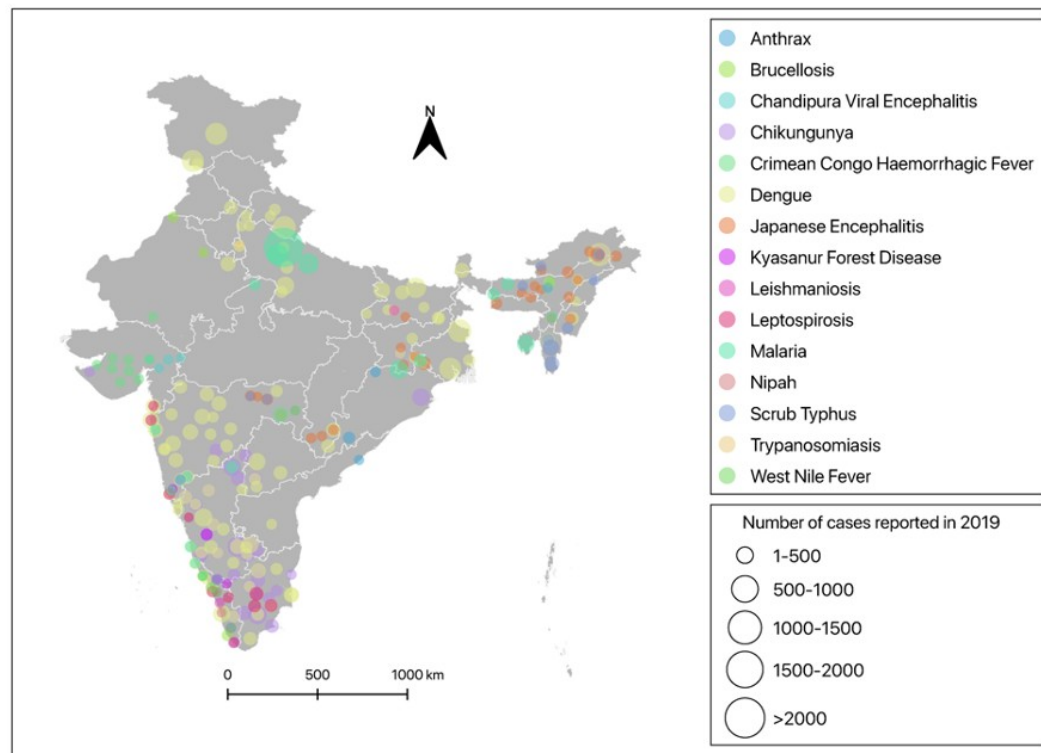 N
Anthrax
Brucellosis
Chandipura Viral Encephalitis
Chikungunya
Crimean Congo Haemorrhagic Fever
Dengue
Japanese Encephalitis
Kyasanur Forest Disease
Leishmaniosis
Leptospirosis
Malaria
Nipah
Scrub Typhus
Trypanosomiasis
West Nile Fever
Number of cases reported in 2019
1-500
500-1000
1000-1500
1500-2000
>2000
0 500 1000 km